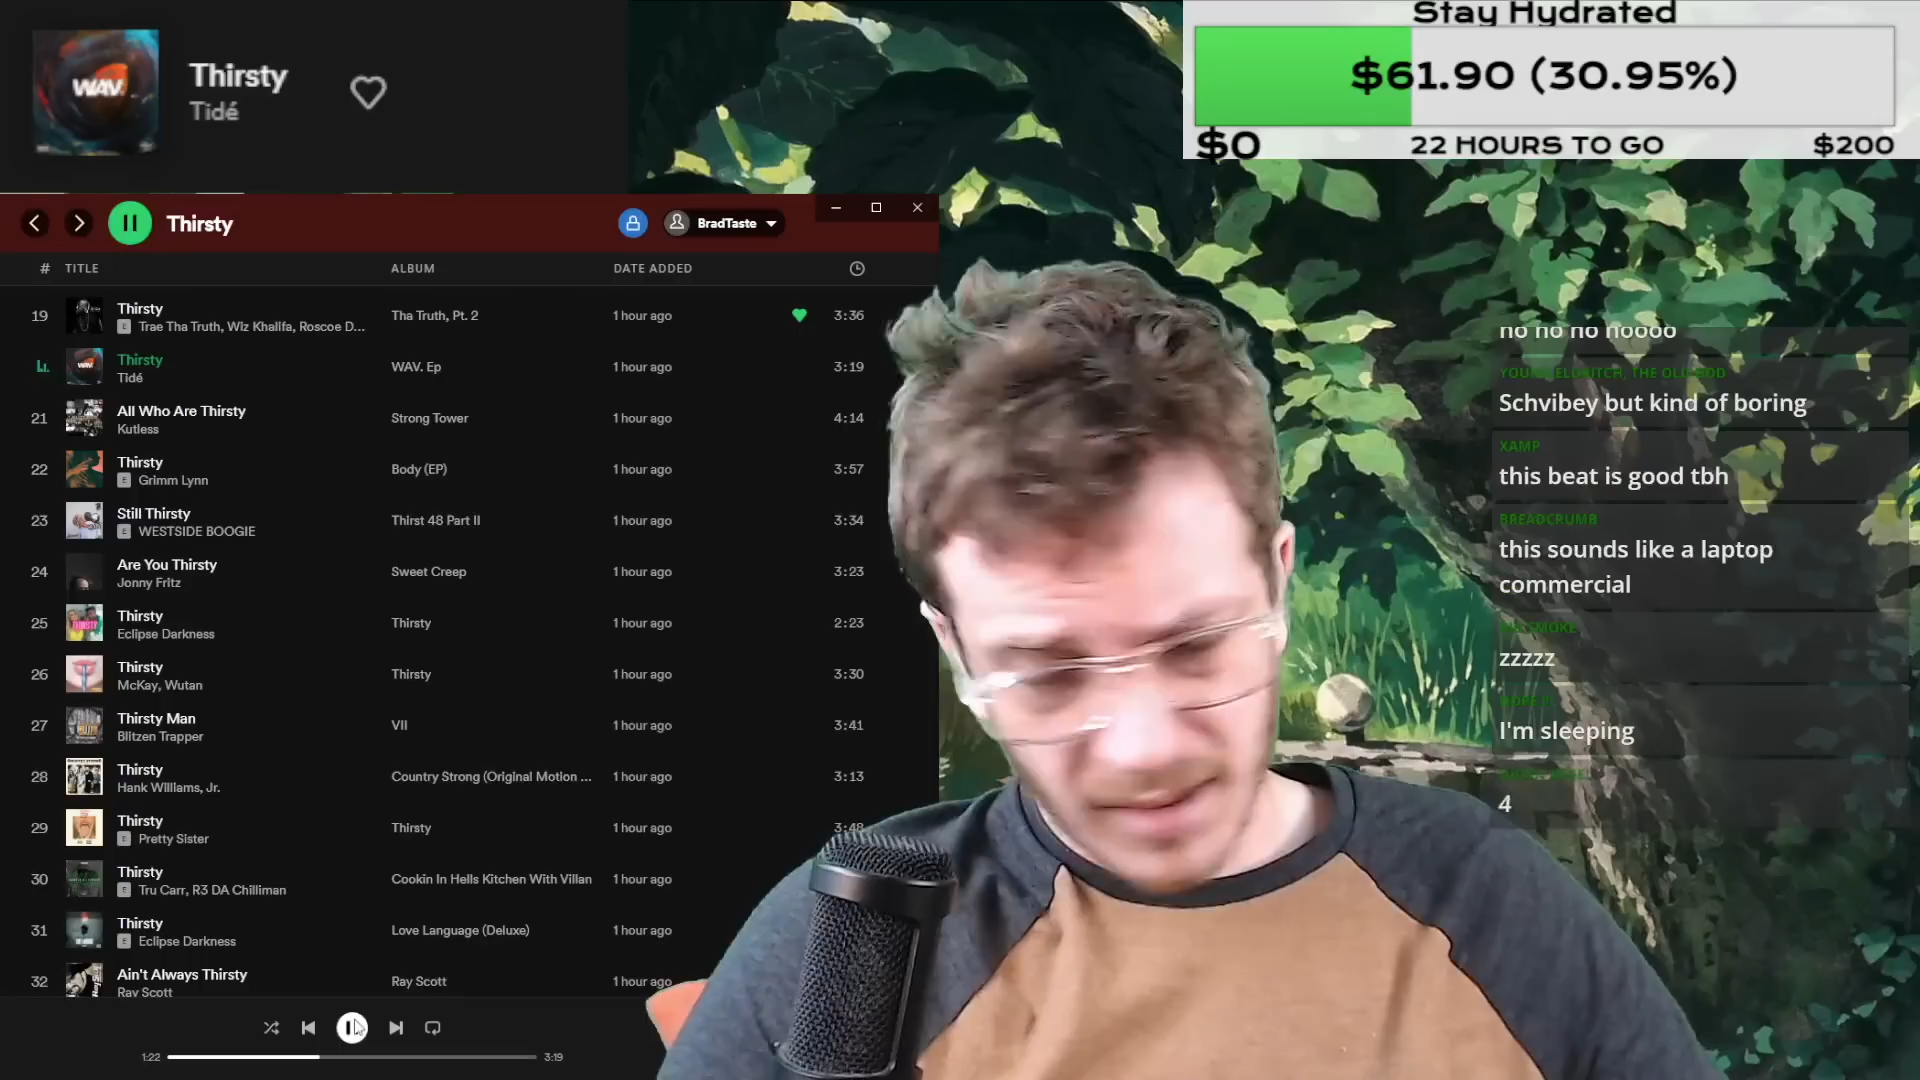 WAV.
Thirsty
Tidé
Stay Hydrated
$61.90 (30.95%)
$0
22 HOURS TO GO
$200
Thirsty
BradTaste
# TITLE ALBUM DATE ADDED
19 Thirsty Tha Truth, Pt. 2 1 hour ago 3:36
E Trae Tha Truth, Wiz Khalifa, Roscoe D...
Thirsty WAV. Ep 1 hour ago 3:19
Tidé
21 All Who Are Thirsty Strong Tower 1 hour ago 4:14
Kutless
22 Thirsty Body (EP) 1 hour ago 3:57
E Grimm Lynn
23 Still Thirsty Thirst 48 Part II 1 hour ago 3:34
E WESTSIDE BOOGIE
24 Are You Thirsty Sweet Creep 1 hour ago 3:23
Jonny Fritz
25 Thirsty Thirsty 1 hour ago 2:23
Eclipse Darkness
26 Thirsty Thirsty 1 hour ago 3:30
McKay, Wutan
27 Thirsty Man VII 1 hour ago 3:41
Blitzen Trapper
28 Thirsty Country Strong (Original Motion ... 1 hour ago 3:13
Hank Williams, Jr.
29 Thirsty Thirsty 1 hour ago 3:48
E Pretty Sister
30 Thirsty Cookin In Hells Kitchen With Villan 1 hour ago
E Tru Carr, R3 DA Chilliman
31 Thirsty Love Language (Deluxe) 1 hour ago
E Eclipse Darkness
32 Ain't Always Thirsty Ray Scott 1 hour ago
Ray Scott
1:22 3:19
no no no noooo
THE
Schvibey but kind of boring
XAMP
this beat is good tbh
BREADCRUMB
this sounds like a laptop
commercial
zzzzz
I'm sleeping
4